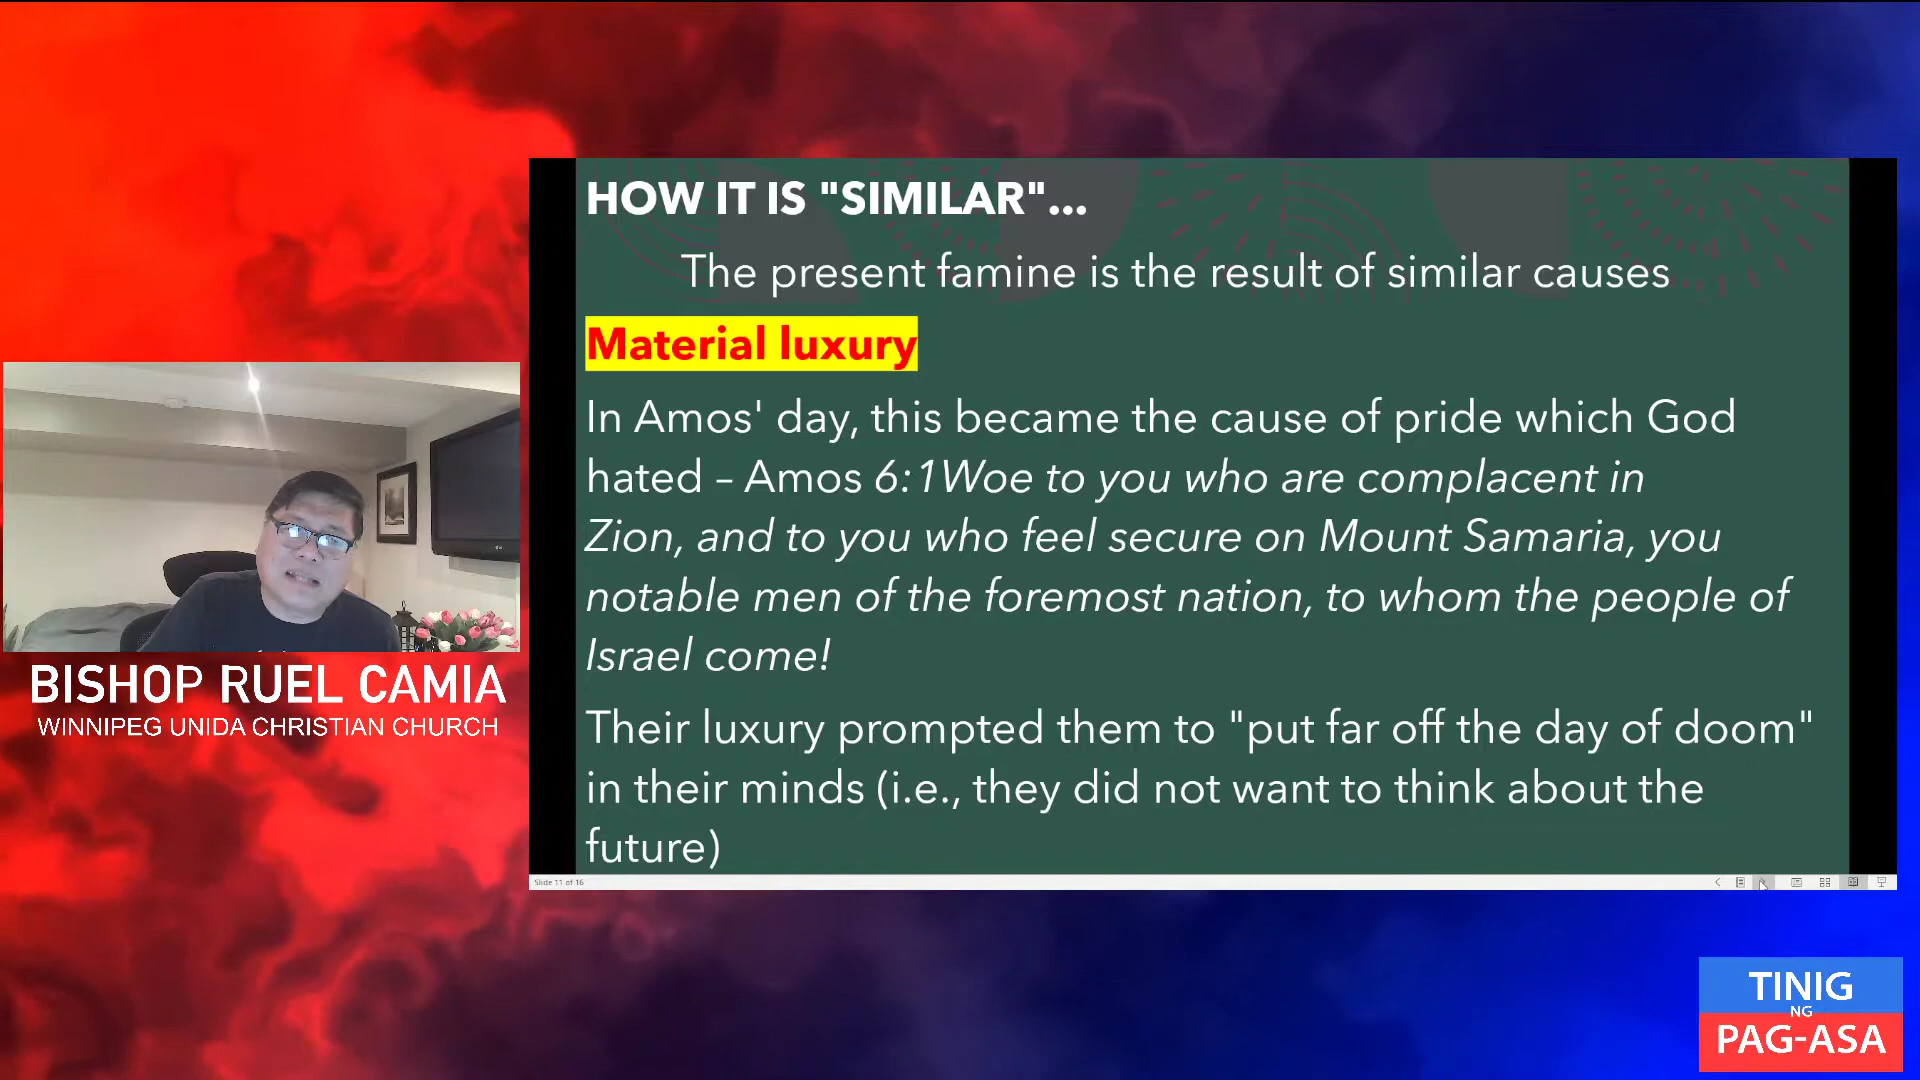 HOW IT IS "SIMILAR"...
The present famine is the result of similar causes
Material luxury
In Amos' day, this became the cause of pride which God
hated – Amos 6:1Woe to you who are complacent in
Zion, and to you who feel secure on Mount Samaria, you
notable men of the foremost nation, to whom the people of
Israel come!
Their luxury prompted them to "put far off the day of doom"
in their minds (i.e., they did not want to think about the
future)
Slide 11 of 16
BISHOP RUEL CAMIA
WINNIPEG UNIDA CHRISTIAN CHURCH
TINIG
NG
PAG-ASA